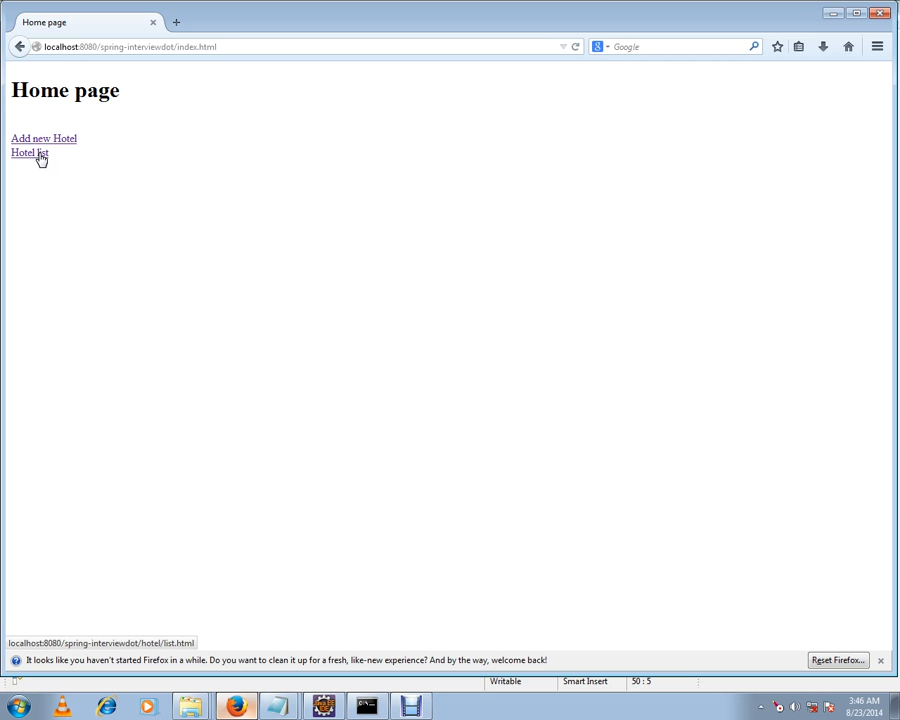 Home page
localhost:8080/spring-interviewdot/index.html
Google
Home page
Add new Hotel
Hotel list
localhost:8080/spring-interviewdot/hotel/list.html
It looks like you haven't started Firefox in a while. Do you want to clean it up for a fresh, like-new experience? And by the way, welcome back!
Reset Firefox...
Writable
Smart Insert
50 : 5
3:46 AM
8/23/2014